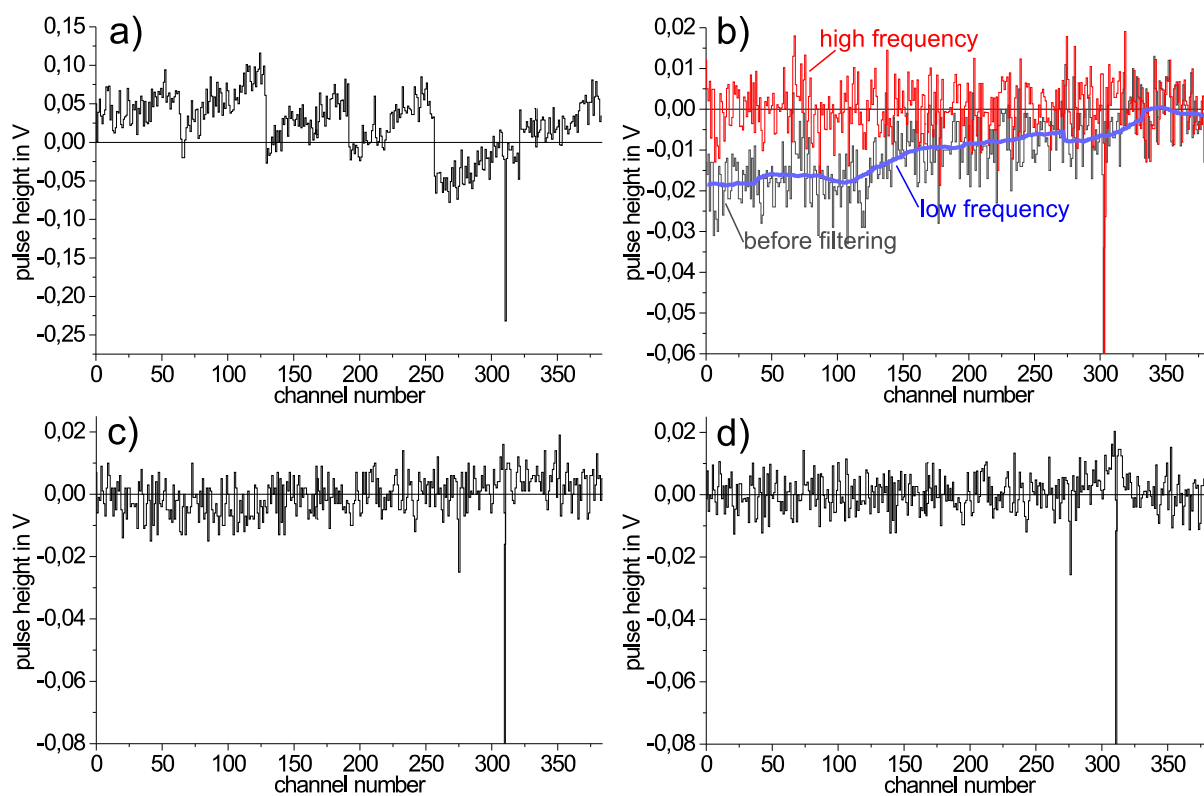 a)
0,15
0,10
0,05
0,00
-0,05
-0,10
-0,15
-0,20
-0,25
pulse height in V
0 50 100 150 200 250 300 350
channel number
b)
0,02
0,01
0,00
-0,01
-0,02
-0,03
-0,04
-0,05
-0,06
pulse height in V
high frequency
low frequency
before filtering
0 50 100 150 200 250 300 350
channel number
c)
0,02
0,00
-0,02
-0,04
-0,06
-0,08
pulse height in V
0 50 100 150 200 250 300 350
channel number
d)
0,02
0,00
-0,02
-0,04
-0,06
-0,08
pulse height in V
0 50 100 150 200 250 300 350
channel number